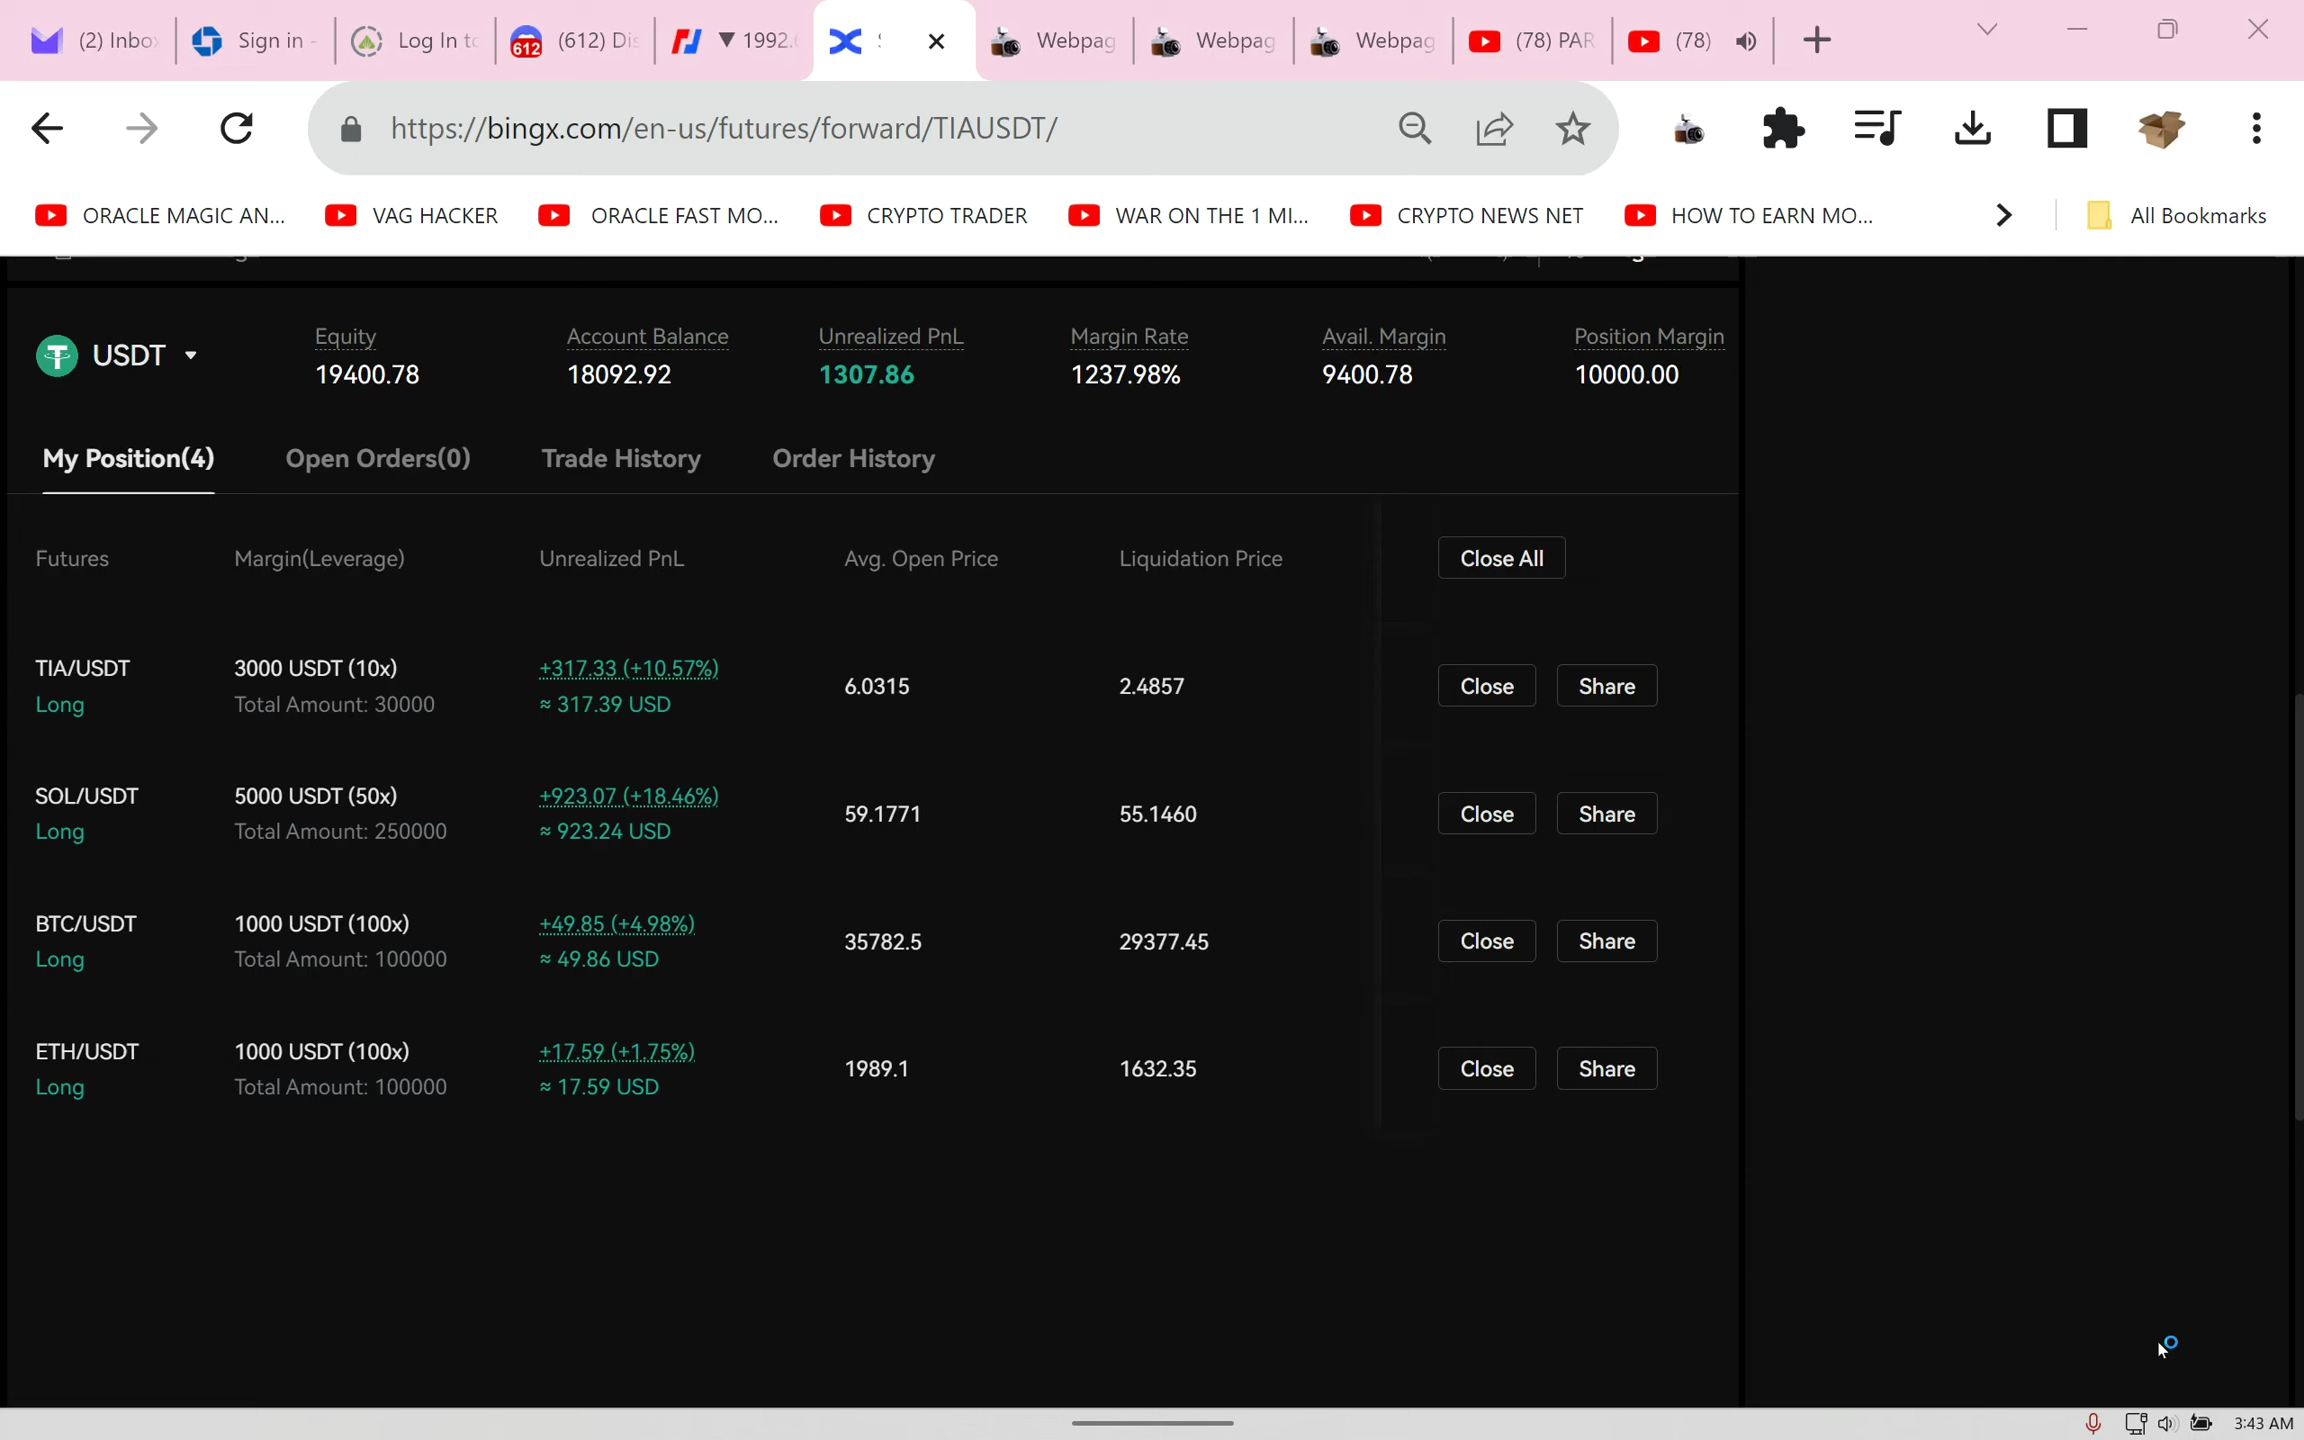 (2) Inbo
Sign in -
Log In to
612
(612) Dis
▼ 1992.
Webpag
Webpag
Webpag
(78) PAR
(78)
https://bingx.com/en-us/futures/forward/TIAUSDT/
ORACLE MAGIC AN...
VAG HACKER
ORACLE FAST MO...
CRYPTO TRADER
WAR ON THE 1 MI...
CRYPTO NEWS NET
HOW TO EARN MO...
All Bookmarks
USDT
Equity Account Balance Unrealized PnL Margin Rate Avail. Margin Position Margin
19400.78 18092.92 1307.86 1237.98% 9400.78 10000.00
My Position(4) Open Orders(0) Trade History Order History
Futures Margin(Leverage) Unrealized PnL Avg. Open Price Liquidation Price Close All
TIA/USDT 3000 USDT (10x) +317.33 (+10.57%) 6.0315 2.4857 Close Share
Long Total Amount: 30000 ≈ 317.39 USD
SOL/USDT 5000 USDT (50x) +923.07 (+18.46%) 59.1771 55.1460 Close Share
Long Total Amount: 250000 ≈ 923.24 USD
BTC/USDT 1000 USDT (100x) +49.85 (+4.98%) 35782.5 29377.45 Close Share
Long Total Amount: 100000 ≈ 49.86 USD
ETH/USDT 1000 USDT (100x) +17.59 (+1.75%) 1989.1 1632.35 Close Share
Long Total Amount: 100000 ≈ 17.59 USD
3:43 AM